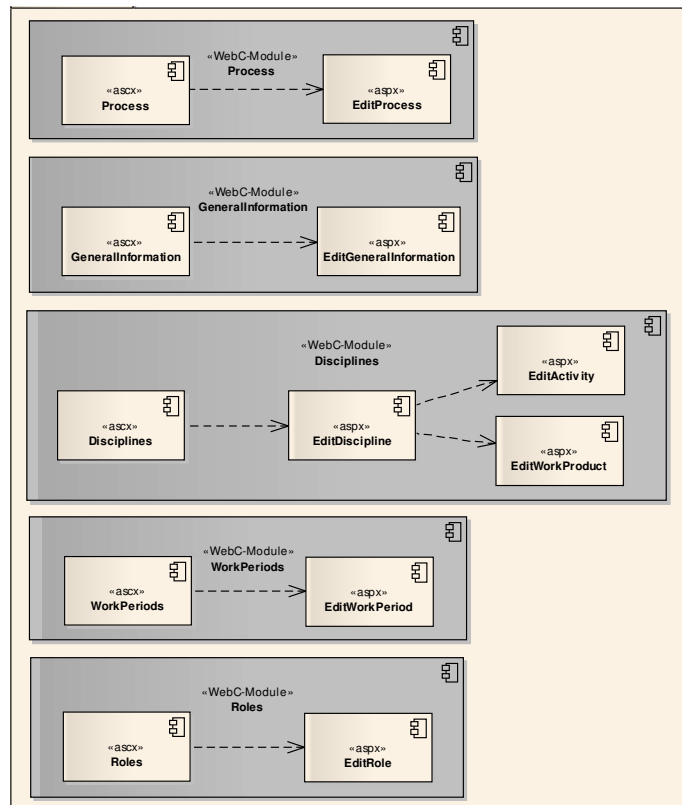 «WebC-Module»
Process
«ascx»
Process
«aspx»
EditProcess
«WebC-Module»
GeneralInformation
«ascx»
GeneralInformation
«aspx»
EditGeneralInformation
«WebC-Module»
Disciplines
«ascx»
Disciplines
«aspx»
EditDiscipline
«aspx»
EditActivity
«aspx»
EditWorkProduct
«WebC-Module»
WorkPeriods
«ascx»
WorkPeriods
«aspx»
EditWorkPeriod
«WebC-Module»
Roles
«ascx»
Roles
«aspx»
EditRole